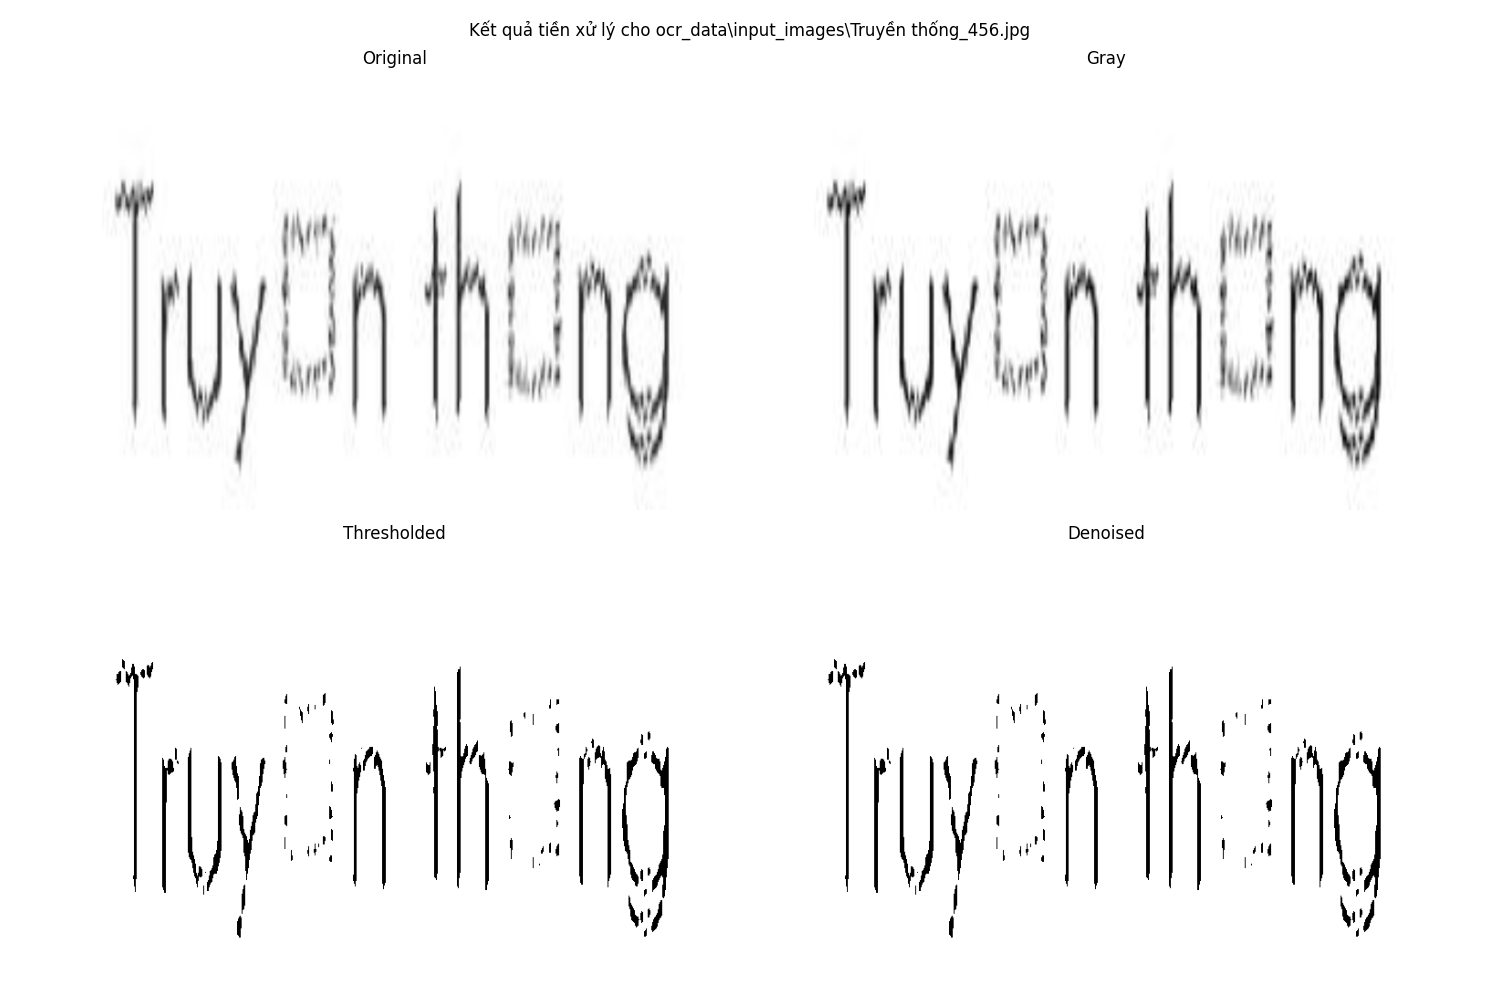 Kết quả tiền xử lý cho ocr_data\input_images\Truyền thống_456.jpg
Original
Gray
Truy▯n th▯ng
Truy▯n th▯ng
Thresholded
Denoised
Truy▯n th▯ng
Truy▯n th▯ng